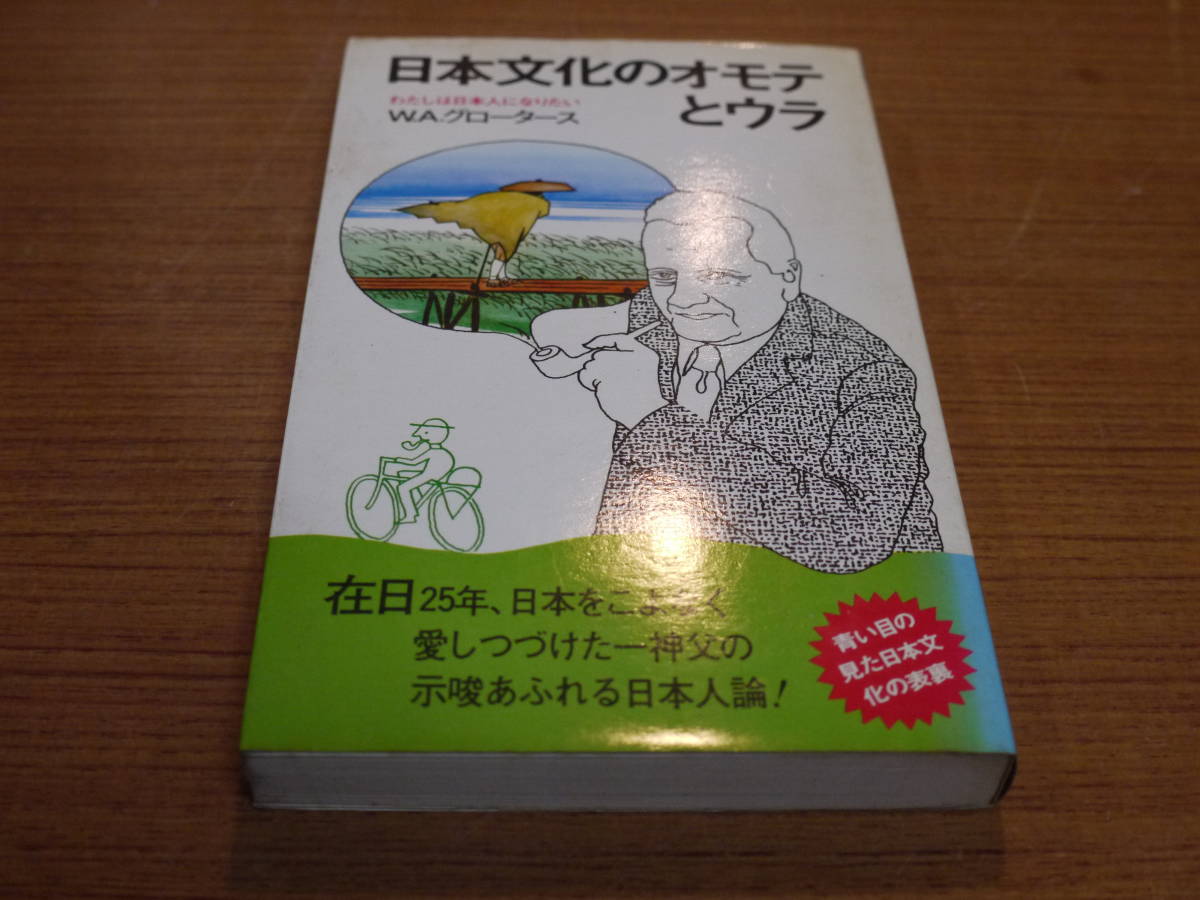 日本文化のオモテ
とウラ
わたしは日本人になりたい
W.A.グロータース
在日25年、日本をこよなく
愛しつづけた一神父の
示唆あふれる日本人論!
青い目の
見た日本文
化の表裏